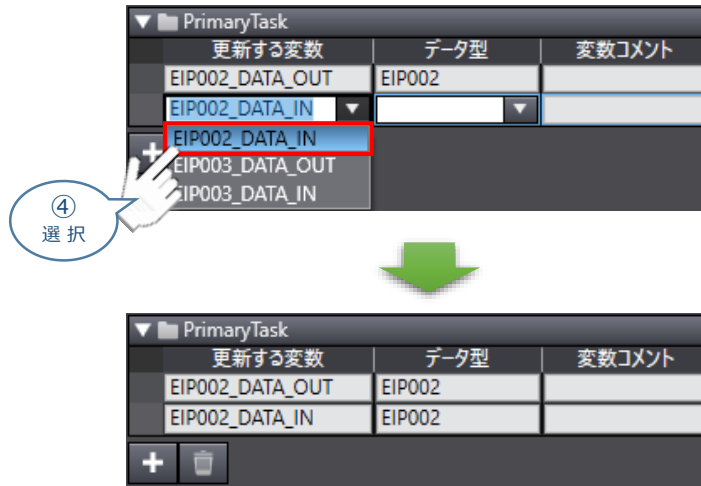 PrimaryTask
更新する変数 データ型 変数コメント
EIP002_DATA_OUT EIP002
EIP002_DATA_IN
EIP002_DATA_IN
EIP003_DATA_OUT
EIP003_DATA_IN
④
選 択
PrimaryTask
更新する変数 データ型 変数コメント
EIP002_DATA_OUT EIP002
EIP002_DATA_IN EIP002